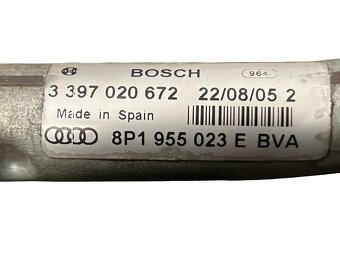 BOSCH 964
3 397 020 672 22/08/05 2
Made in Spain
8P1 955 023 E BVA